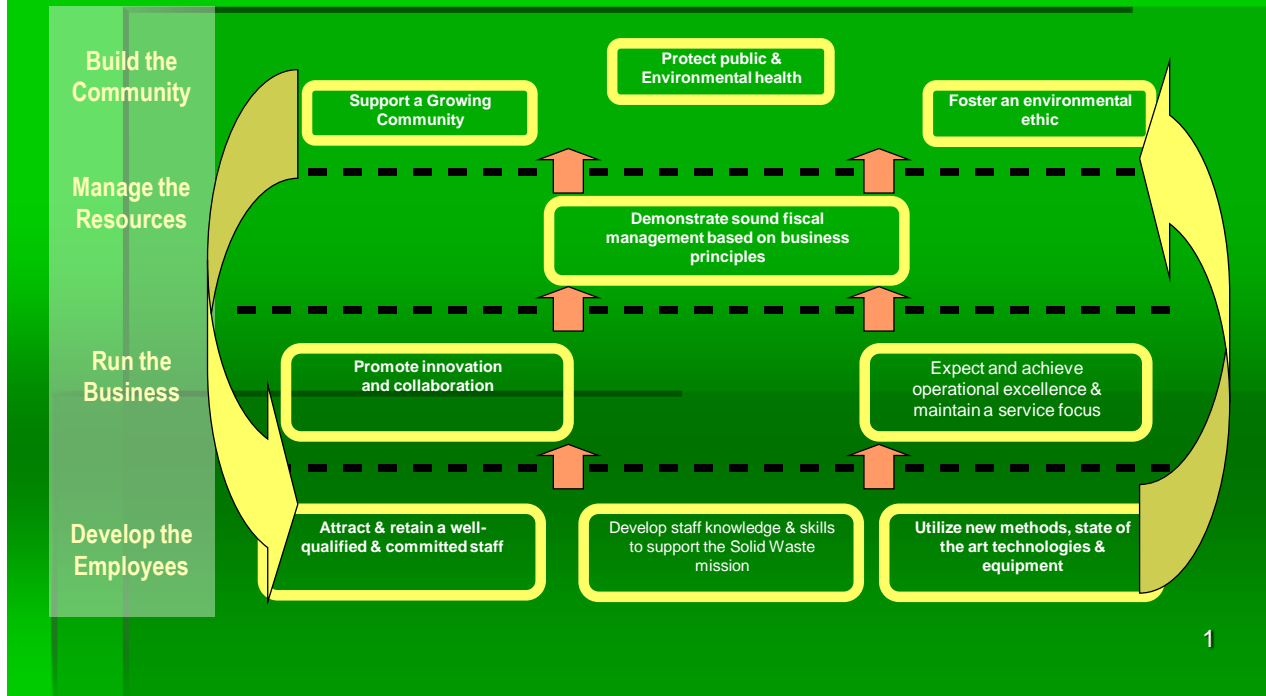 Build the
Community
Protect public &
Environmental health
Support a Growing
Community
Foster an environmental
ethic
Manage the
Resources
Demonstrate sound fiscal
management based on business
principles
Run the
Business
Promote innovation
and collaboration
Expect and achieve
operational excellence &
maintain a service focus
Develop the
Employees
Attract & retain a well-
qualified & committed staff
Develop staff knowledge & skills
to support the Solid Waste
mission
Utilize new methods, state of
the art technologies &
equipment
1